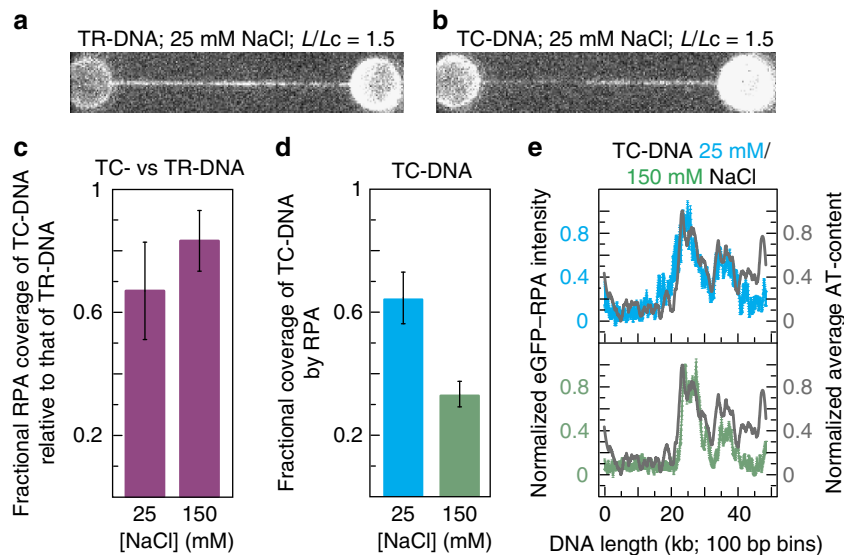 a
TR-DNA; 25 mM NaCl; L/Lc = 1.5
b
TC-DNA; 25 mM NaCl; L/Lc = 1.5
c
TC- vs TR-DNA
Fractional RPA coverage of TC-DNA
relative to that of TR-DNA
1
0.6
0.2
25 150
[NaCl] (mM)
d
TC-DNA
Fractional coverage of TC-DNA
by RPA
1
0.6
0.2
25 150
[NaCl] (mM)
e
TC-DNA 25 mM/
150 mM NaCl
Normalized eGFP–RPA intensity
0.8 0.8
0.4 0.4
0 0
0.8 0.8
0.4 0.4
0 0
Normalized average AT-content
0 20 40
DNA length (kb; 100 bp bins)